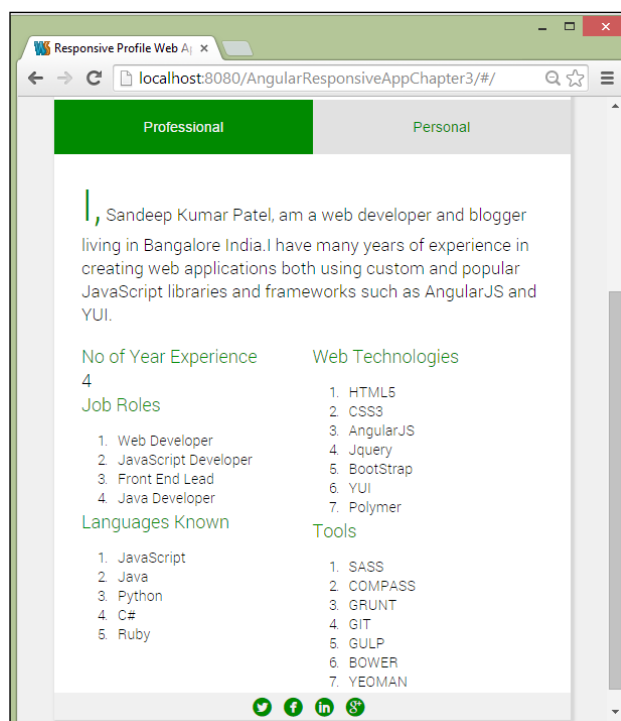 Responsive Profile Web A
localhost:8080/AngularResponsiveAppChapter3/#/
Professional
Personal
I, Sandeep Kumar Patel, am a web developer and blogger
living in Bangalore India.I have many years of experience in
creating web applications both using custom and popular
JavaScript libraries and frameworks such as AngularJS and
YUI.
No of Year Experience
4
Job Roles
1. Web Developer
2. JavaScript Developer
3. Front End Lead
4. Java Developer
Languages Known
1. JavaScript
2. Java
3. Python
4. C#
5. Ruby
Web Technologies
1. HTML5
2. CSS3
3. AngularJS
4. Jquery
5. BootStrap
6. YUI
7. Polymer
Tools
1. SASS
2. COMPASS
3. GRUNT
4. GIT
5. GULP
6. BOWER
7. YEOMAN